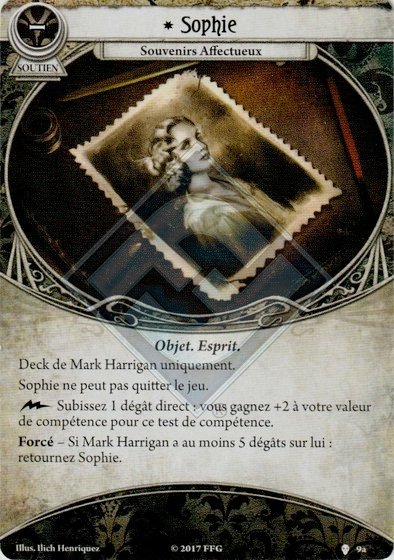 Sophie
Souvenirs Affectueux
SOUTIEN
Objet. Esprit.
Deck de Mark Harrigan uniquement.
Sophie ne peut pas quitter le jeu.
Subissez 1 dégât direct : vous gagnez +2 à votre valeur
de compétence pour ce test de compétence.
Forcé – Si Mark Harrigan a au moins 5 dégâts sur lui :
retournez Sophie.
Illus. Ilich Henriquez
© 2017 FFG
9a